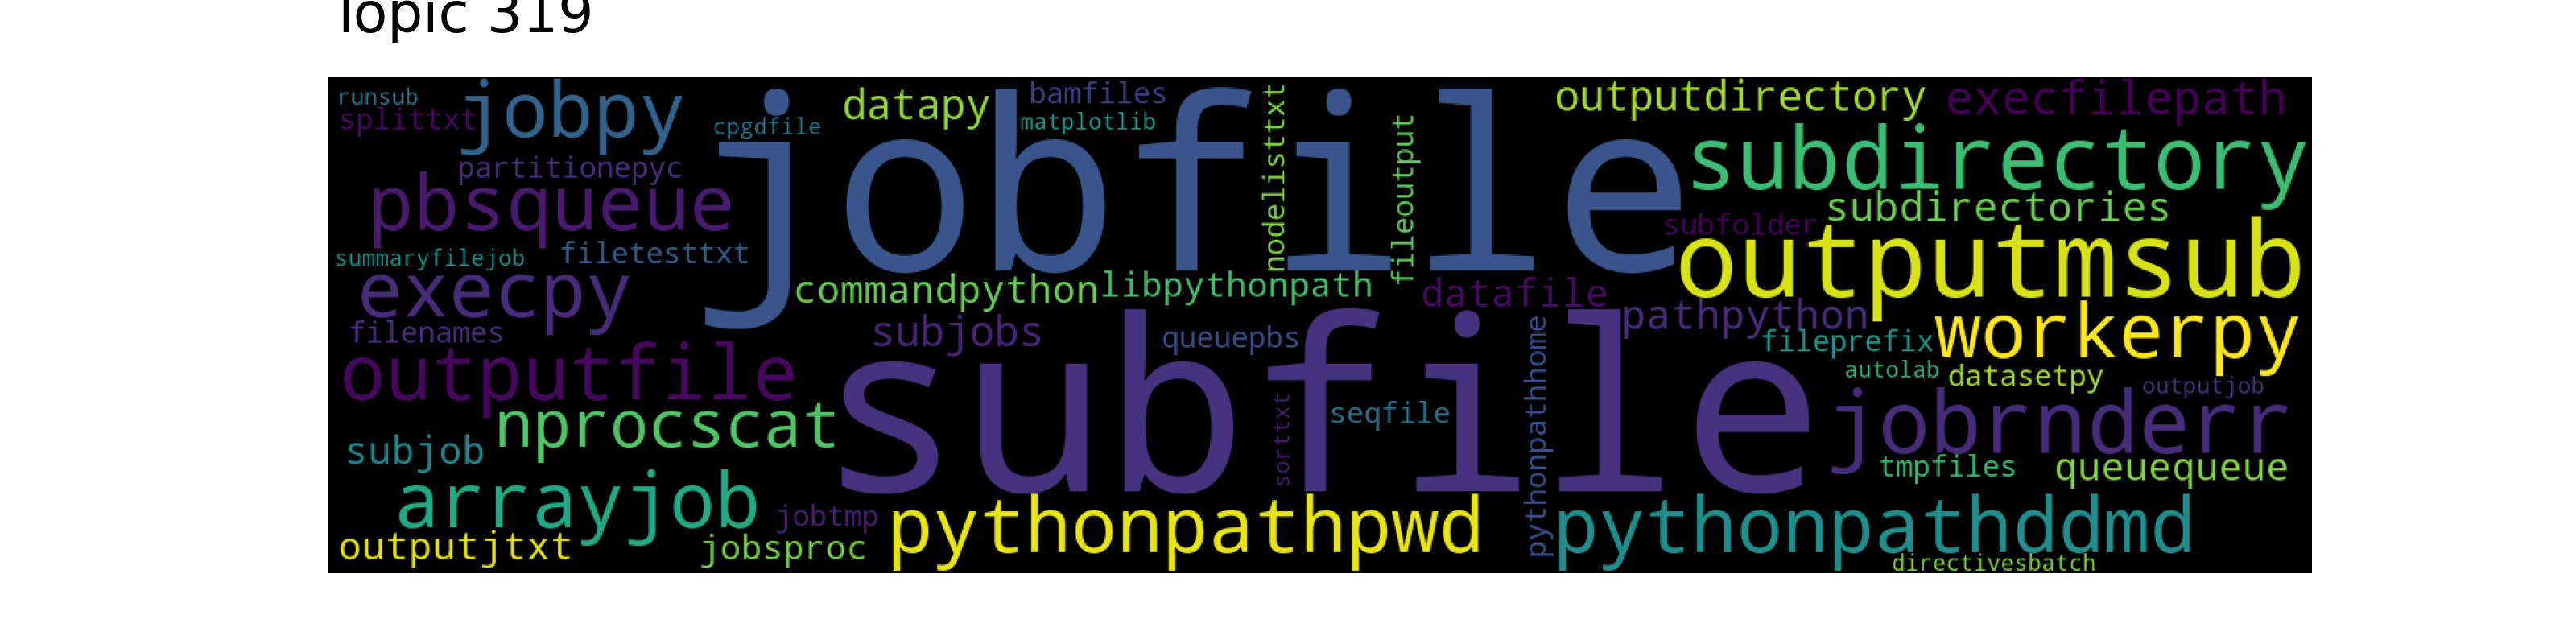 Topic 319
runsub
splittxt
jobpy
cpgdfile
datapy
bamfiles
matplotlib
nodelisttxt
fileoutput
outputdirectory
execfilepath
jobfile
subdirectory
partitionepyc
pbsqueue
subdirectories
subfolder
summaryfilejob
filetesttxt
outputmsub
execpy
commandpython
libpythonpath
datafile
pathpython
filenames
subjobs
queuepbs
pythonpathhome
fileprefix
workerpy
outputfile
autolab
datasetpy
outputjob
nprocscat
subfile
sorttxt
seqfile
jobrnderr
subjob
tmpfiles
queuequeue
arrayjob
jobtmp
pythonpathpwd
pythonpathddmd
outputjtxt
jobsproc
directivesbatch